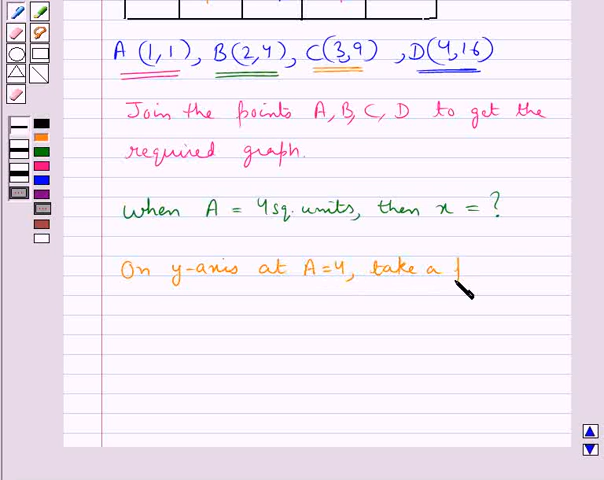 A (1,1), B(2,4), C(3,9) ,D(4,16)
Join the points A, B, C, D to get the
required graph.
When A = 4 sq. units, then x = ?
On y-axis at A=4, take a